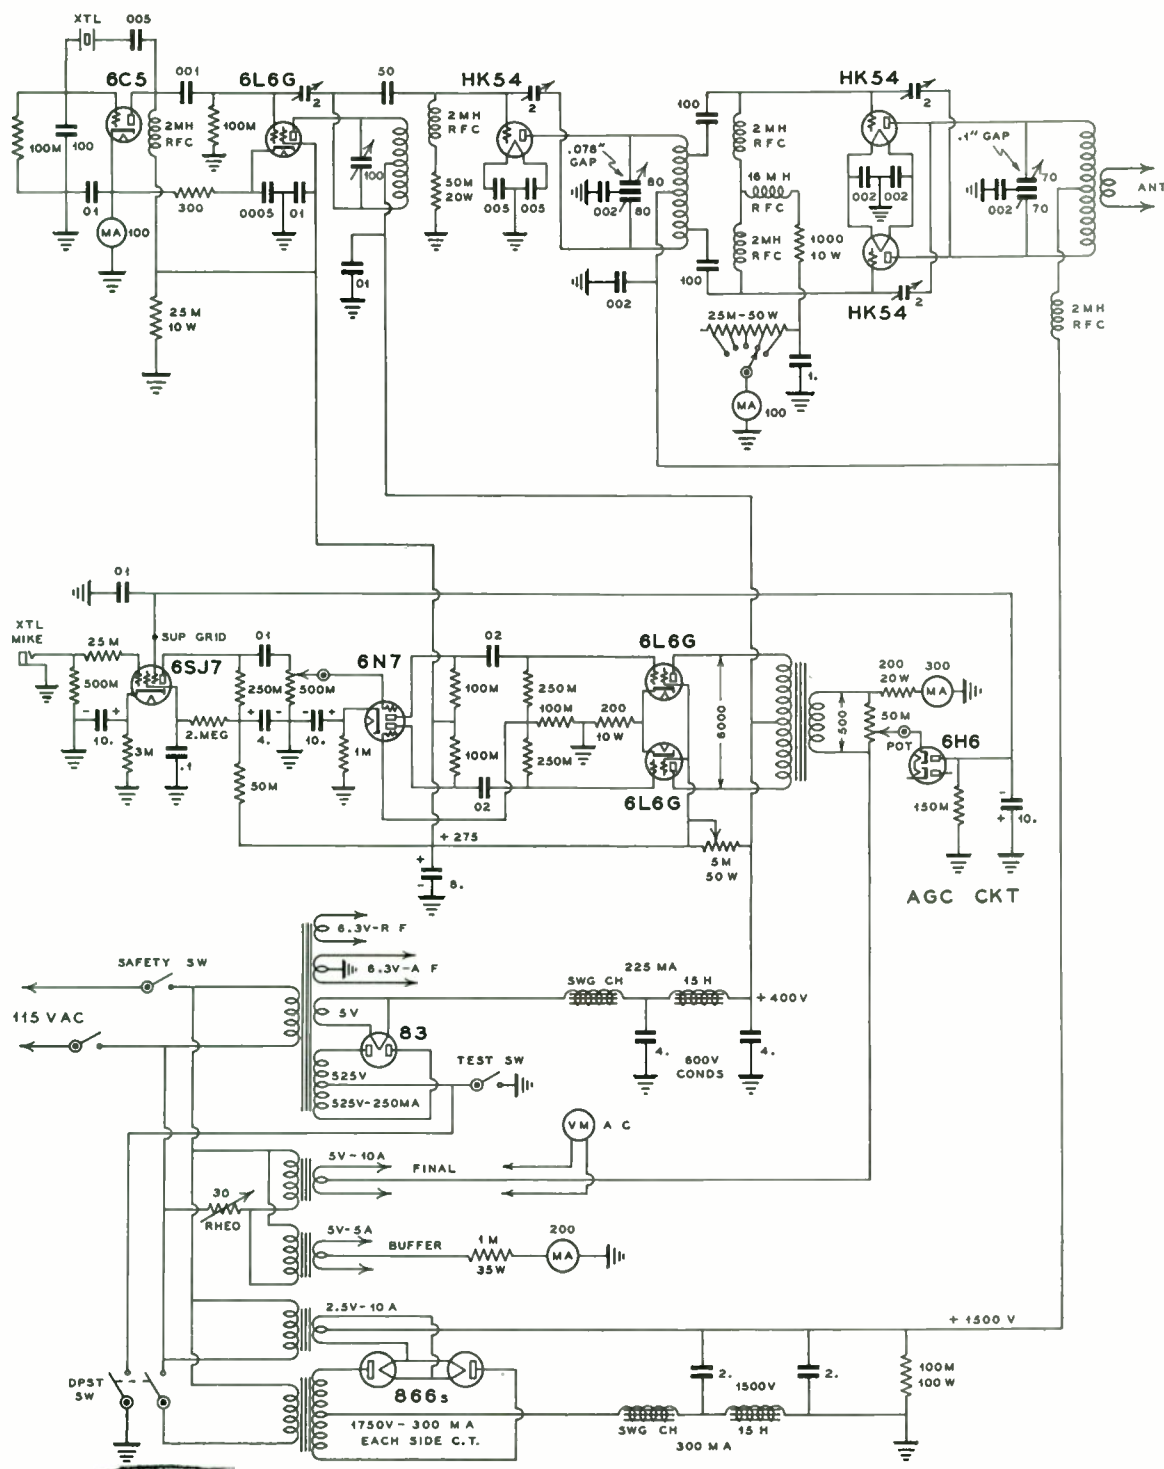 XTL
005
6C5
001
6L6G
2
50
HK54
2
HK54
2
100M
100
2MH
RFC
100M
100
2MH
RFC
.078"
GAP
100
2MH
RFC
.1" GAP
01
300
0005
01
50M
20W
005
005
002
80
80
16 MH
RFC
002
002
002
70
70
ANT
MA
100
01
002
2MH
RFC
100
1000
10 W
2
HK54
25M
10 W
25M-50W
1.
2MH
RFC
MA
100
01
XTL
MIKE
25M
SUP GRID
01
6SJ7
6N7
02
6L6G
500M
250M
500M
100M
250M
6000
200
20W
300
MA
10.
2.MEG
4.
10.
100M
200
10 W
500
50M
POT
6H6
3M
.1
1M
100M
250M
50M
02
6L6G
150M
10.
+ 275
5M
50 W
8.
AGC CKT
6.3V-R F
6.3V-A F
SAFETY SW
225 MA
SWG CH
15 H
+ 400V
115 VAC
5V
83
4.
600V
CONDS
4.
TEST SW
525V
525V-250MA
VM
A C
5V-10A
FINAL
30
RHEO
5V-5A
BUFFER
1 M
35W
200
MA
2.5V-10 A
+ 1500 V
DPST
SW
866s
2.
1500V
2.
100M
100W
1750V-300 MA
EACH SIDE C.T.
SWG CH
15 H
300 MA